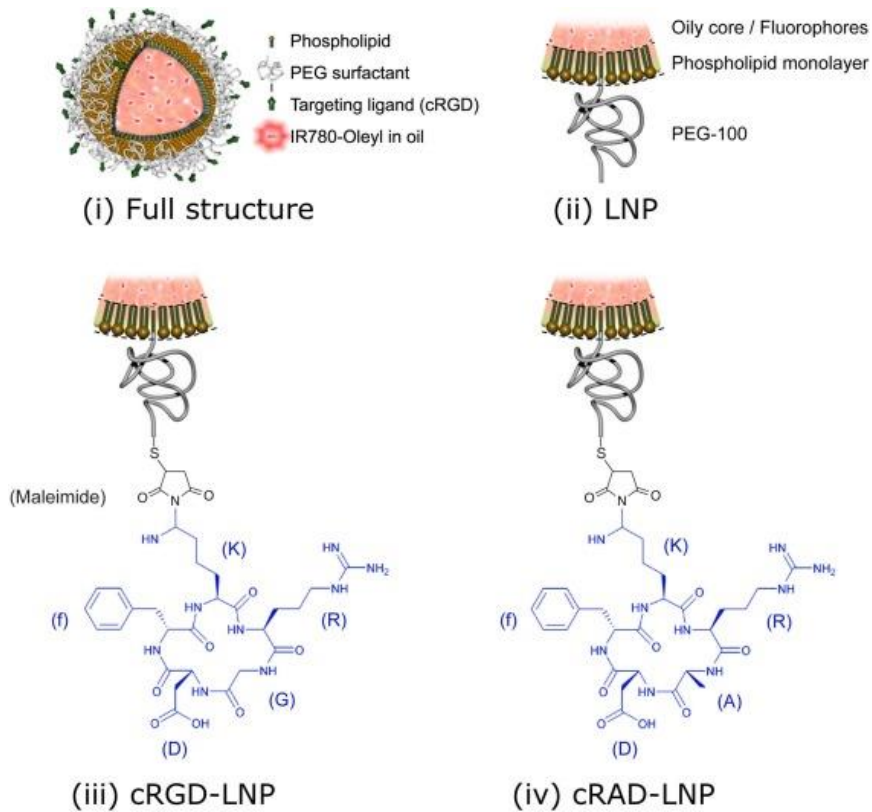 Phospholipid
PEG surfactant
Targeting ligand (cRGD)
IR780-Oleyl in oil
(i) Full structure
Oily core / Fluorophores
Phospholipid monolayer
PEG-100
(ii) LNP
S
(Maleimide)
O
N
O
HN
(K)
HN
NH₂
NH
(f)
O
HN
O
HN
(R)
NH
O
O
NH
O
NH
(G)
O
O
OH
(D)
(iii) cRGD-LNP
S
O
N
O
HN
(K)
HN
NH₂
NH
(f)
O
HN
O
HN
(R)
NH
O
O
NH
O
NH
(A)
O
O
OH
(D)
(iv) cRAD-LNP